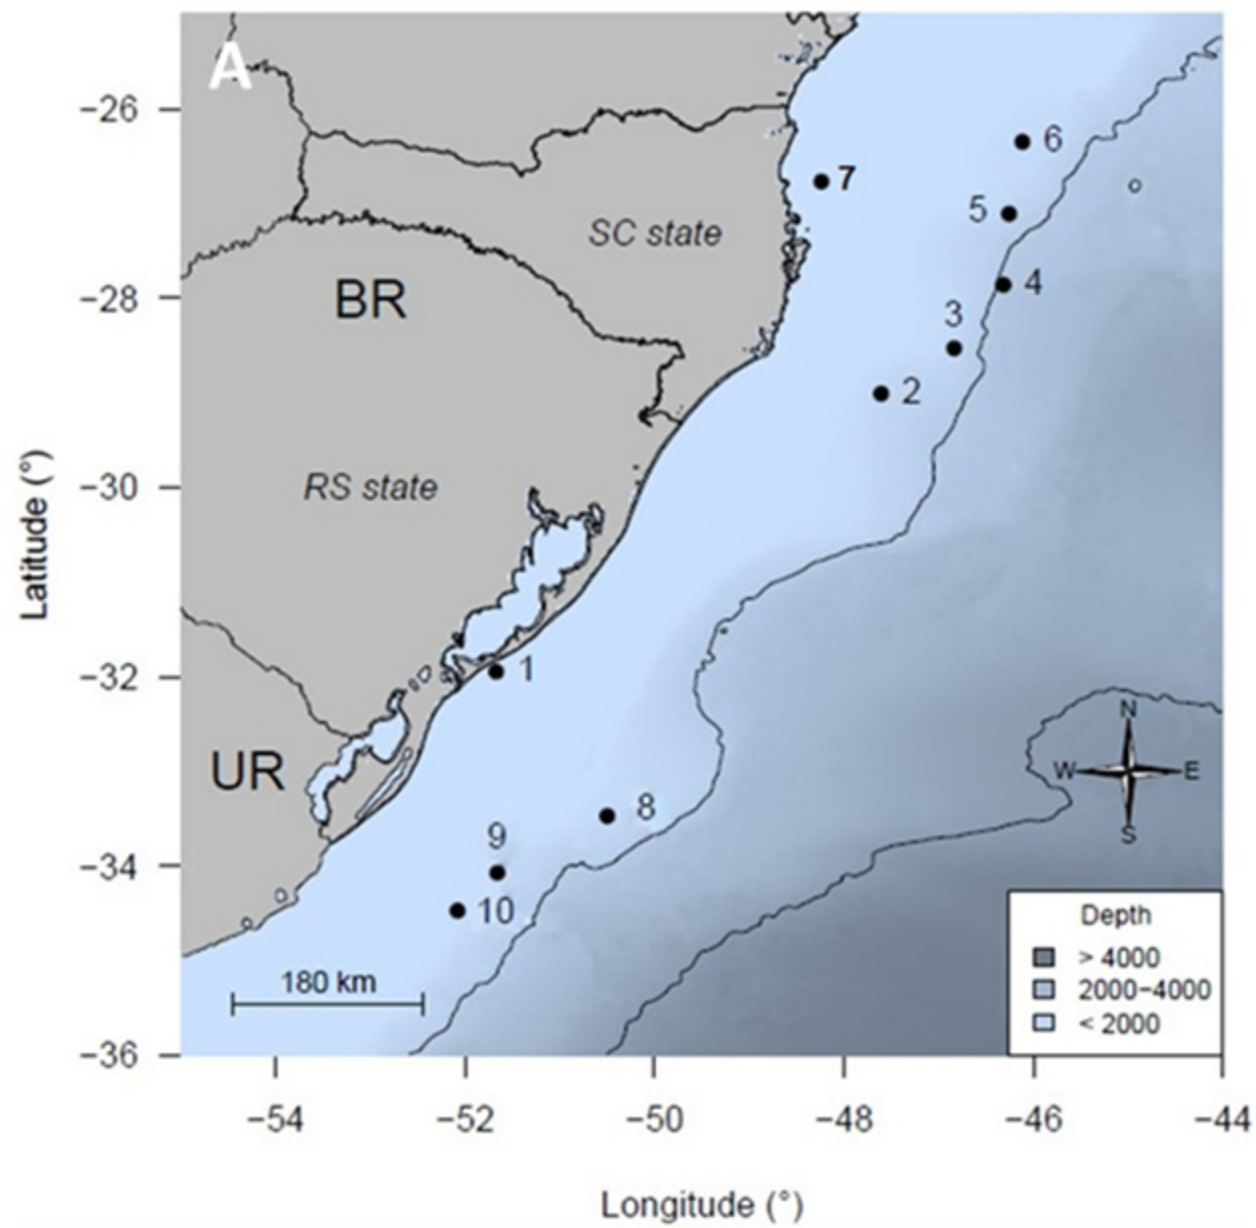 A
−26
6
7
5
SC state
−28
BR
4
3
2
Latitude (°)
−30
RS state
−32
1
N
W
E
S
UR
8
−34
9
10
Depth
> 4000
2000−4000
< 2000
180 km
−36
−54
−52
−50
−48
−46
−44
Longitude (°)